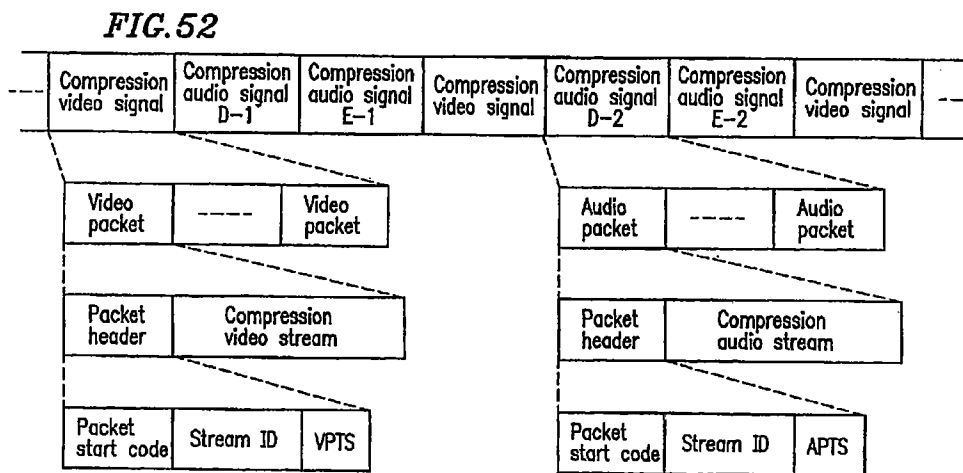 FIG.52
Compression video signal
Compression audio signal D-1
Compression audio signal E-1
Compression video signal
Compression audio signal D-2
Compression audio signal E-2
Compression video signal
Video packet
----
Video packet
Audio packet
----
Audio packet
Packet header
Compression video stream
Packet header
Compression audio stream
Packet start code
Stream ID
VPTS
Packet start code
Stream ID
APTS